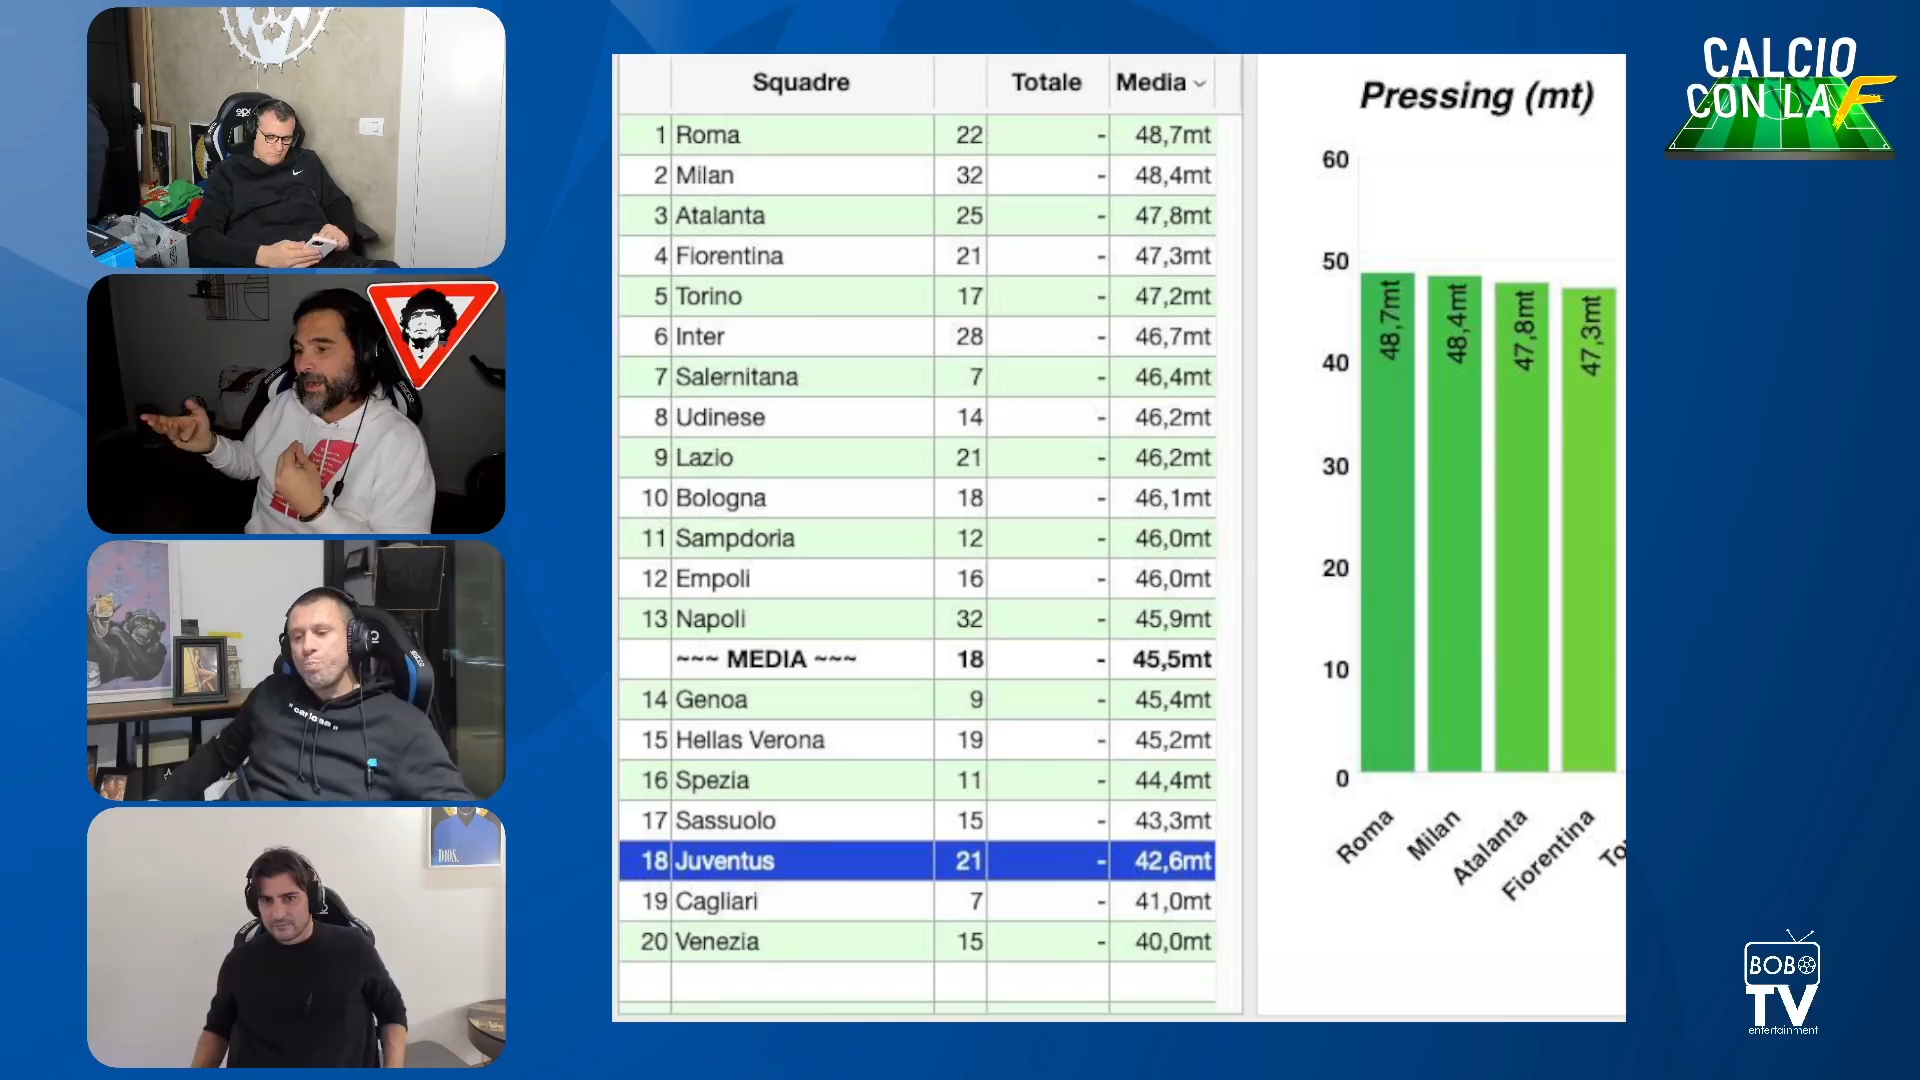 CALCIO
CON LA F
Squadre Totale Media
1 Roma 22 - 48,7mt
2 Milan 32 - 48,4mt
3 Atalanta 25 - 47,8mt
4 Fiorentina 21 - 47,3mt
5 Torino 17 - 47,2mt
6 Inter 28 - 46,7mt
7 Salernitana 7 - 46,4mt
8 Udinese 14 - 46,2mt
9 Lazio 21 - 46,2mt
10 Bologna 18 - 46,1mt
11 Sampdoria 12 - 46,0mt
12 Empoli 16 - 46,0mt
13 Napoli 32 - 45,9mt
~~~ MEDIA ~~~ 18 - 45,5mt
14 Genoa 9 - 45,4mt
15 Hellas Verona 19 - 45,2mt
16 Spezia 11 - 44,4mt
17 Sassuolo 15 - 43,3mt
18 Juventus 21 - 42,6mt
19 Cagliari 7 - 41,0mt
20 Venezia 15 - 40,0mt
Pressing (mt)
60
50
40
30
20
10
0
48,7mt
48,4mt
47,8mt
47,3mt
Roma
Milan
Atalanta
Fiorentina
D10S.
BOBO
TV
entertainment